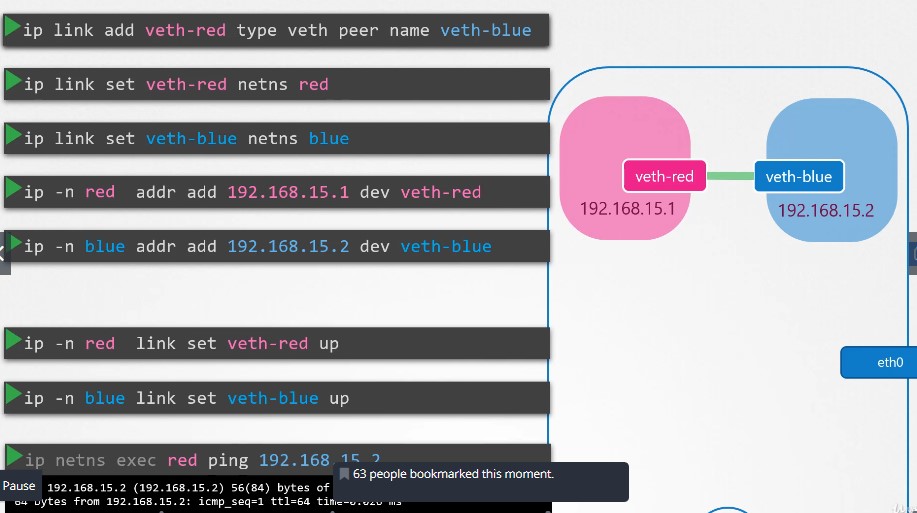 ip link add veth-red type veth peer name veth-blue
ip link set veth-red netns red
ip link set veth-blue netns blue
ip -n red addr add 192.168.15.1 dev veth-red
ip -n blue addr add 192.168.15.2 dev veth-blue
ip -n red link set veth-red up
ip -n blue link set veth-blue up
ip netns exec red ping 192.168.15.2
Pause
192.168.15.2 (192.168.15.2) 56(84) bytes of
64 bytes from 192.168.15.2: icmp_seq=1 ttl=64 ms
63 people bookmarked this moment.
veth-red
veth-blue
192.168.15.1
192.168.15.2
eth0